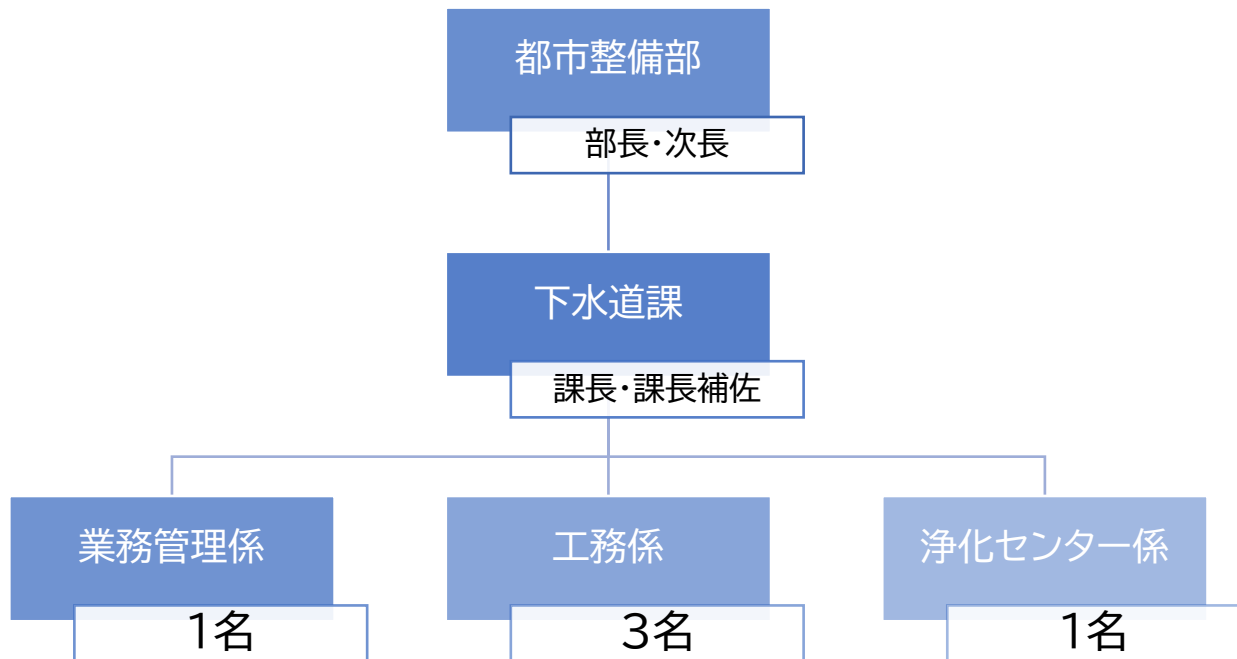 都市整備部
部長・次長
下水道課
課長・課長補佐
業務管理係
1名
工務係
3名
浄化センター係
1名